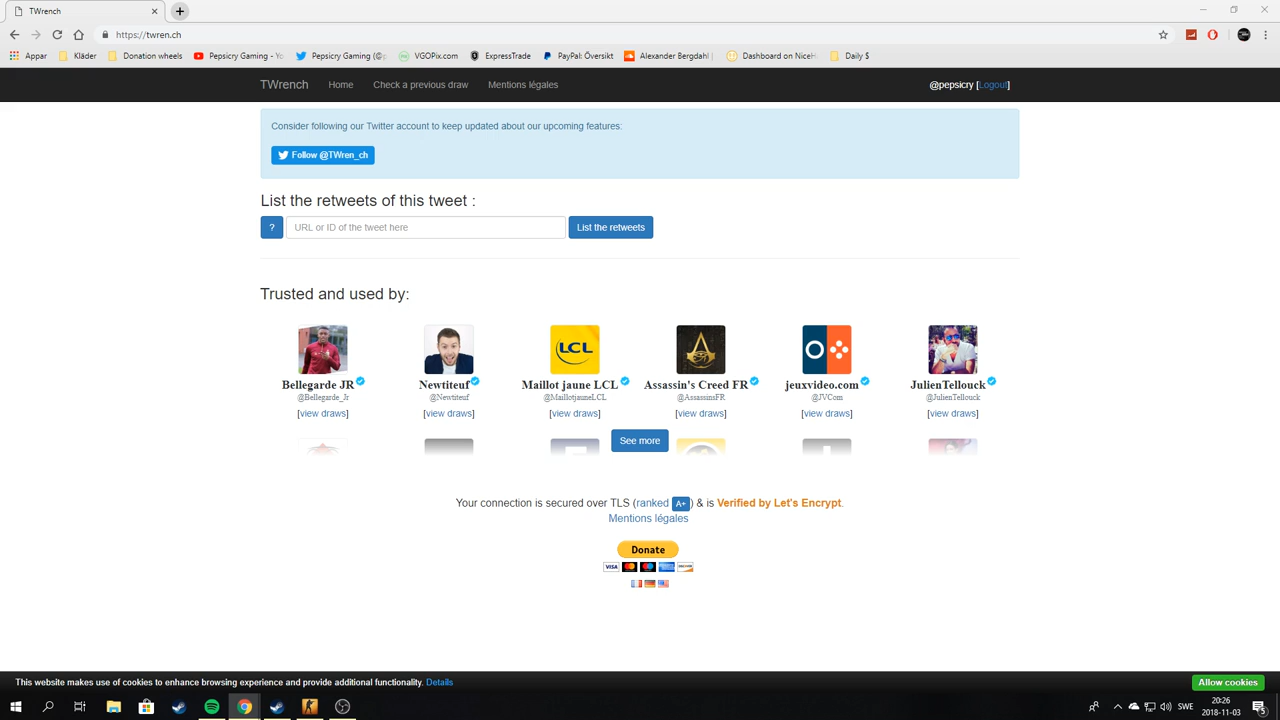 TWrench
https://twren.ch
Appar Kläder Donation wheels Pepsicry Gaming - Yo Pepsicry Gaming (@c VGOPix.com ExpressTrade PayPal: Översikt Alexander Bergdahl | Dashboard on NiceH Daily $
TWrench Home Check a previous draw Mentions légales @pepsicry [Logout]
Consider following our Twitter account to keep updated about our upcoming features:
Follow @TWren_ch
List the retweets of this tweet :
? URL or ID of the tweet here List the retweets
Trusted and used by:
LCL
Bellegarde JR Newtiteuf Maillot jaune LCL Assassin's Creed FR jeuxvideo.com JulienTellouck
@Bellegarde_Jr @Newtiteuf @MaillotjauneLCL @AssassinsFR @JVCom @JulienTellouck
[view draws] [view draws] [view draws] [view draws] [view draws] [view draws]
See more
Your connection is secured over TLS (ranked A+) & is Verified by Let's Encrypt.
Mentions légales
Donate
VISA
This website makes use of cookies to enhance browsing experience and provide additional functionality. Details Allow cookies
SWE 20:26
2018-11-03
5